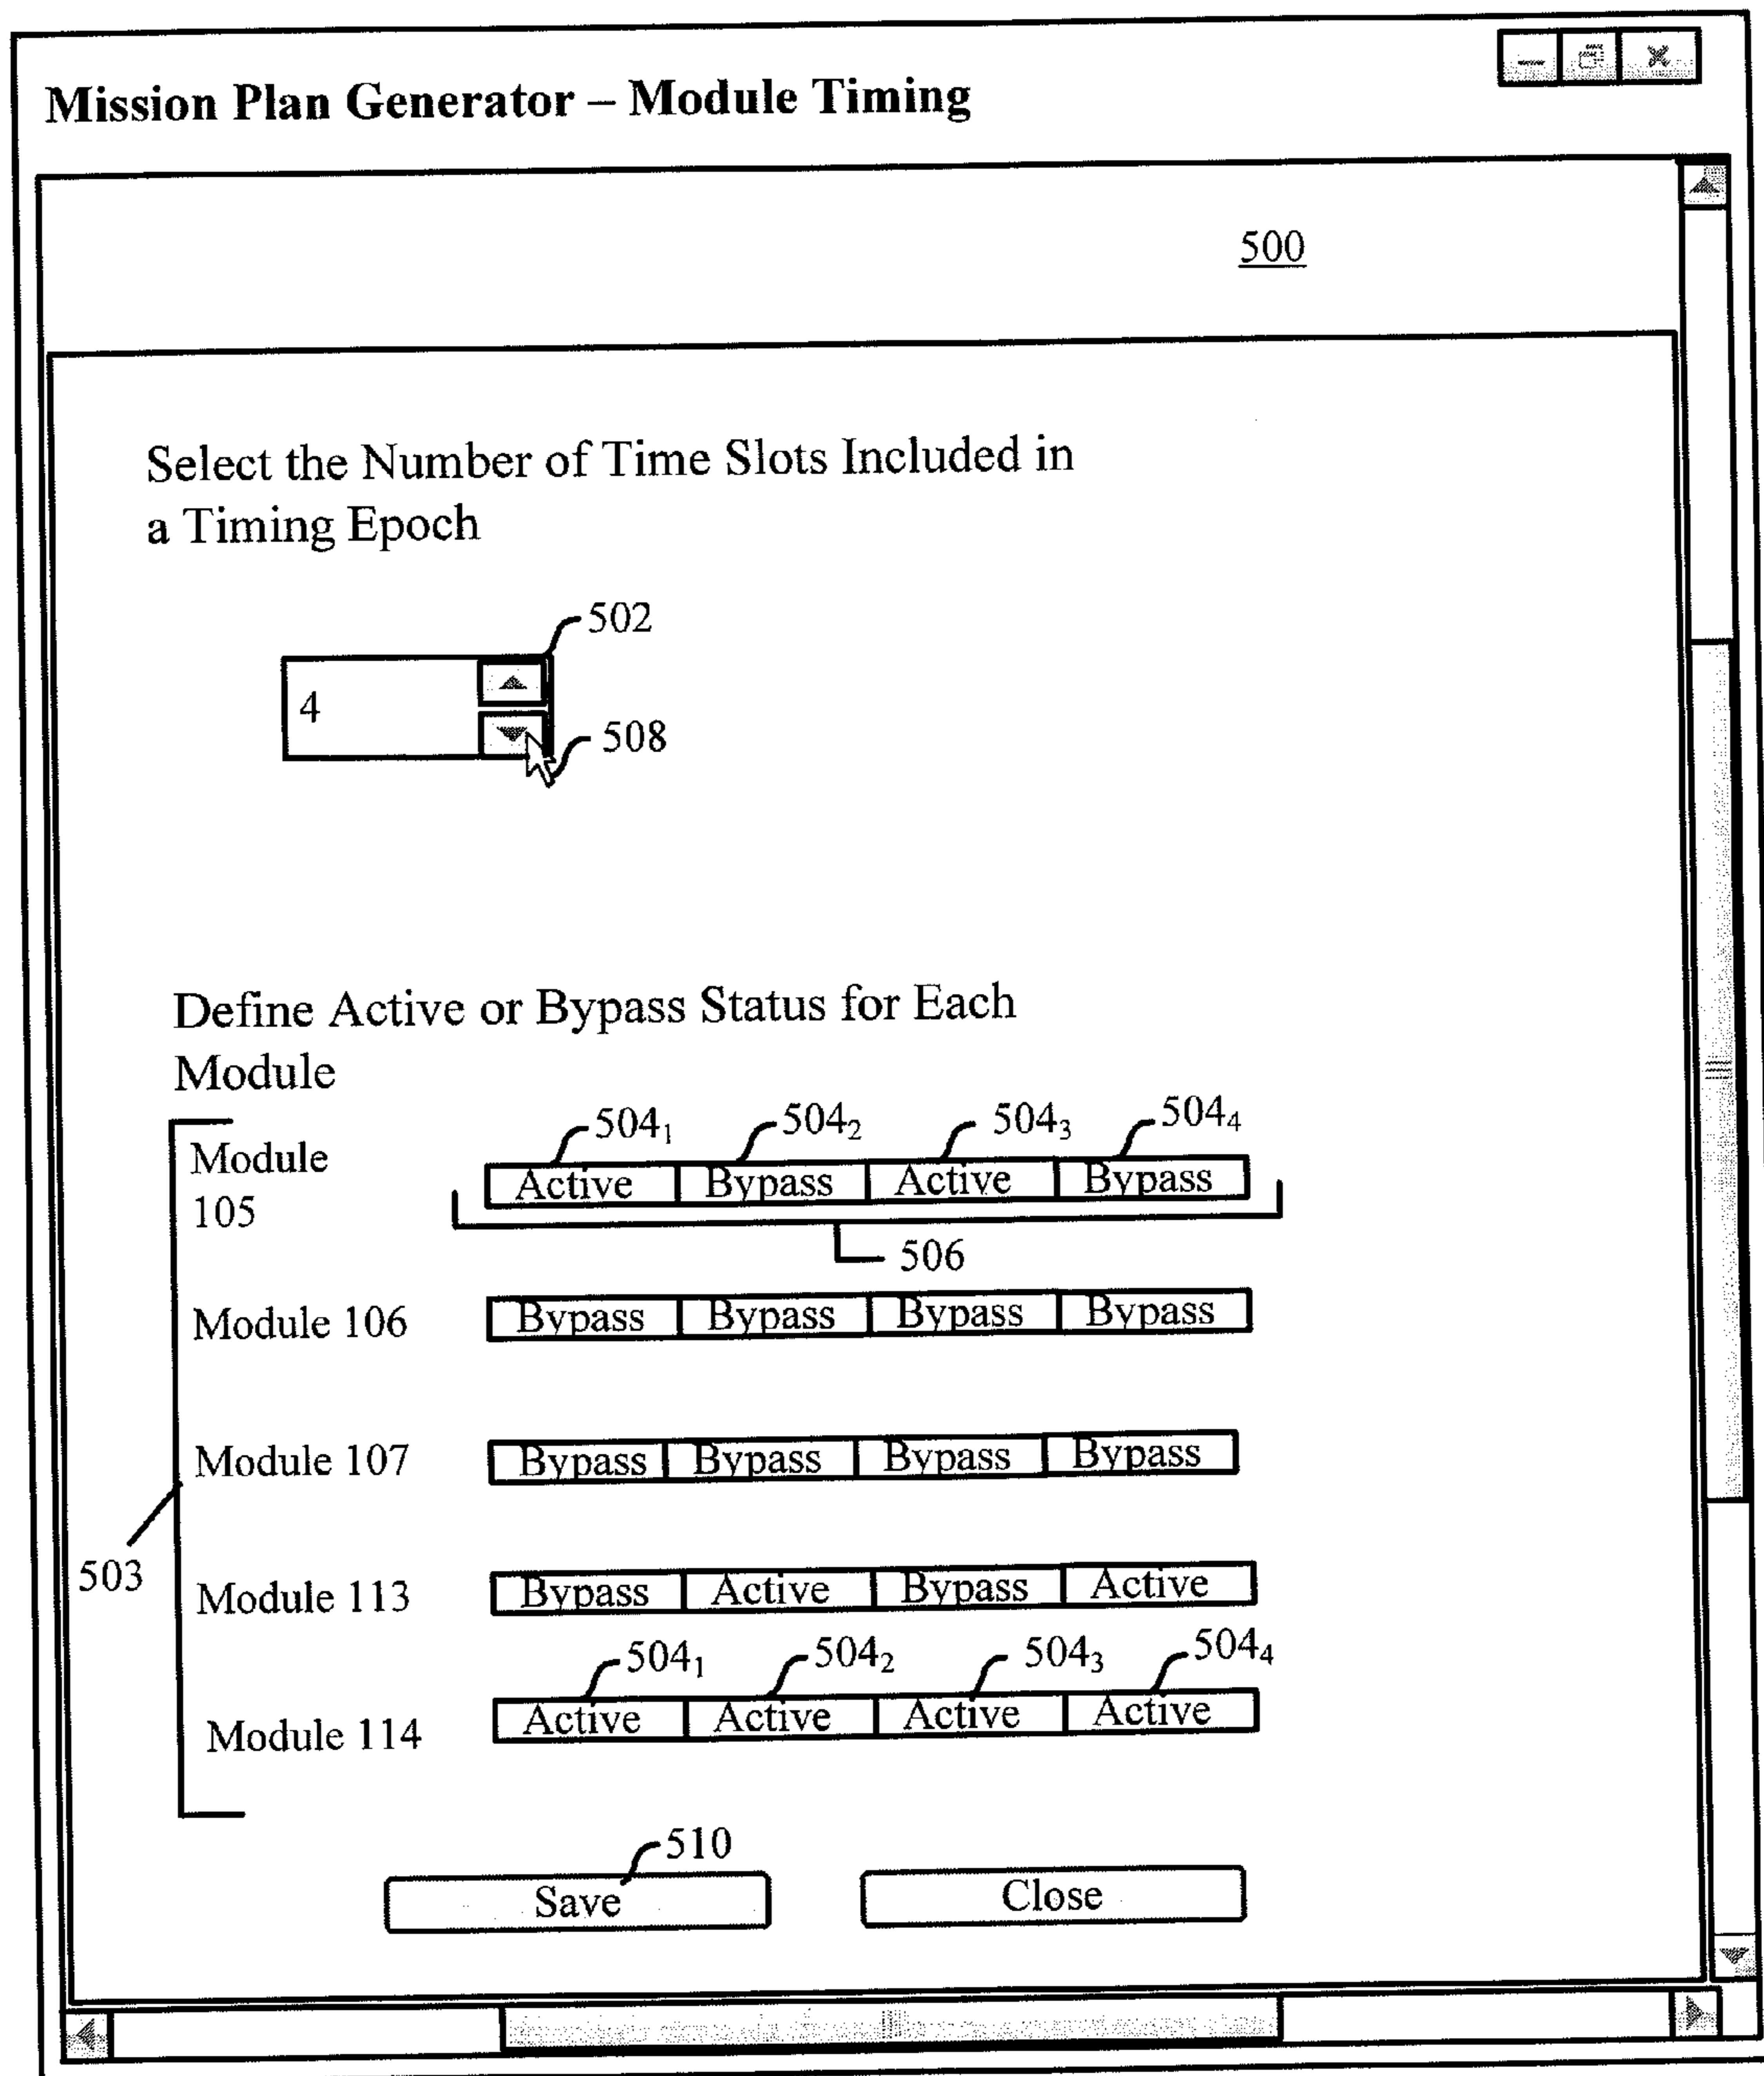 Mission Plan Generator – Module Timing
500
Select the Number of Time Slots Included in
a Timing Epoch
502
4
508
Define Active or Bypass Status for Each
Module
504₁ 504₂ 504₃ 504₄
Module
105
Active Bypass Active Bypass
506
Module 106 Bypass Bypass Bypass Bypass
Module 107 Bypass Bypass Bypass Bypass
503
Module 113 Bypass Active Bypass Active
504₁ 504₂ 504₃ 504₄
Module 114 Active Active Active Active
510
Save Close